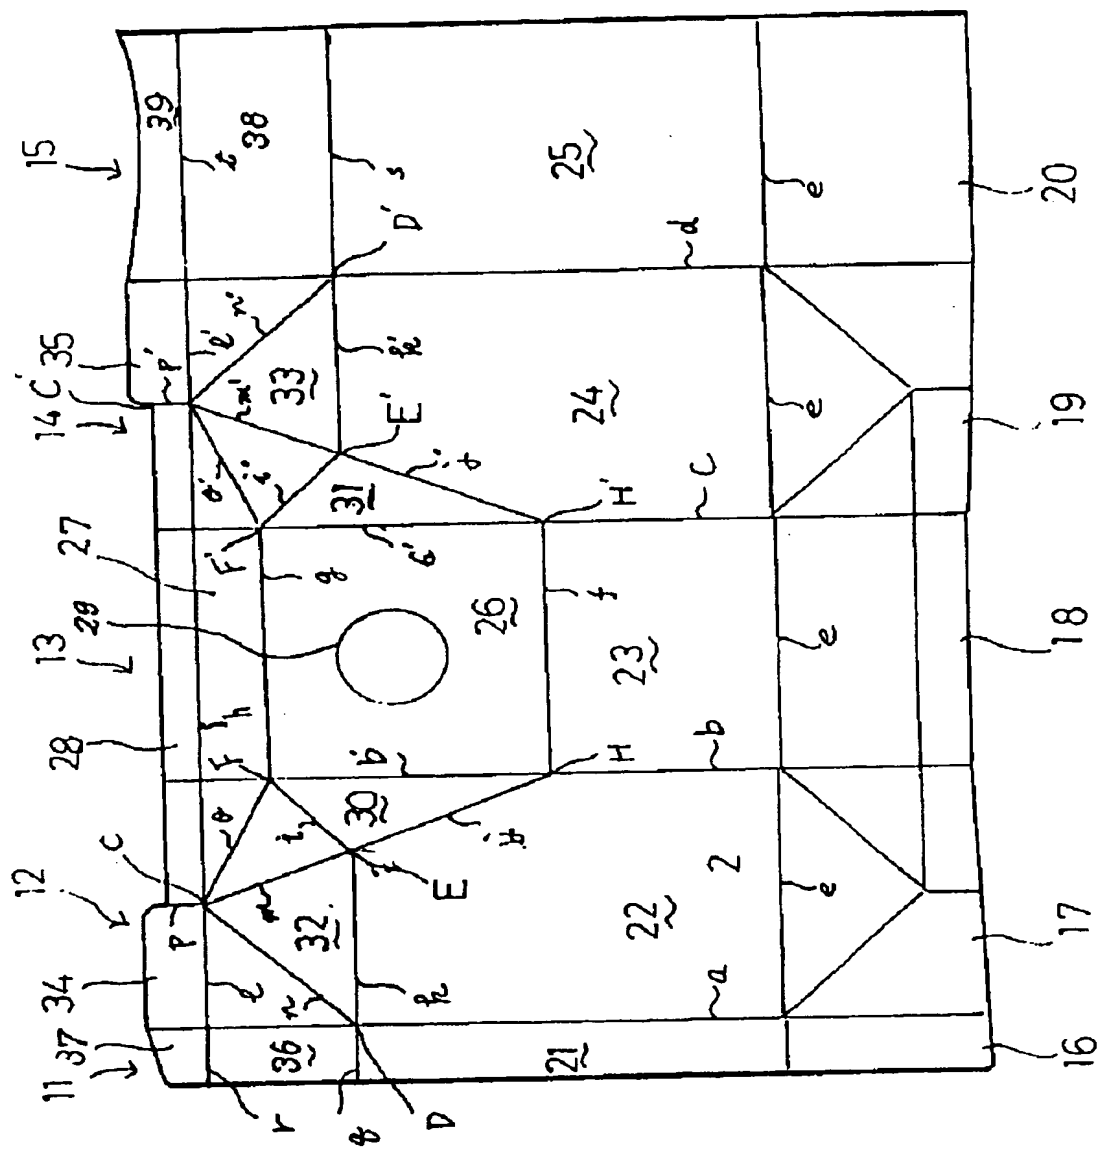 15
39
t
38
s
25
e
20
d
D'
n'
l'
k'
33
m'
35
p'
C'
14
E'
j'
24
e
19
c
H'
31
i'
o'
F'
b'
27
g
f
26
29
13
h
28
23
e
18
b
H
b'
F
30
i
o
j
E
C
12
2
e
22
m
32
k
l
n
p
34
a
17
37
11
36
21
16
r
q
D